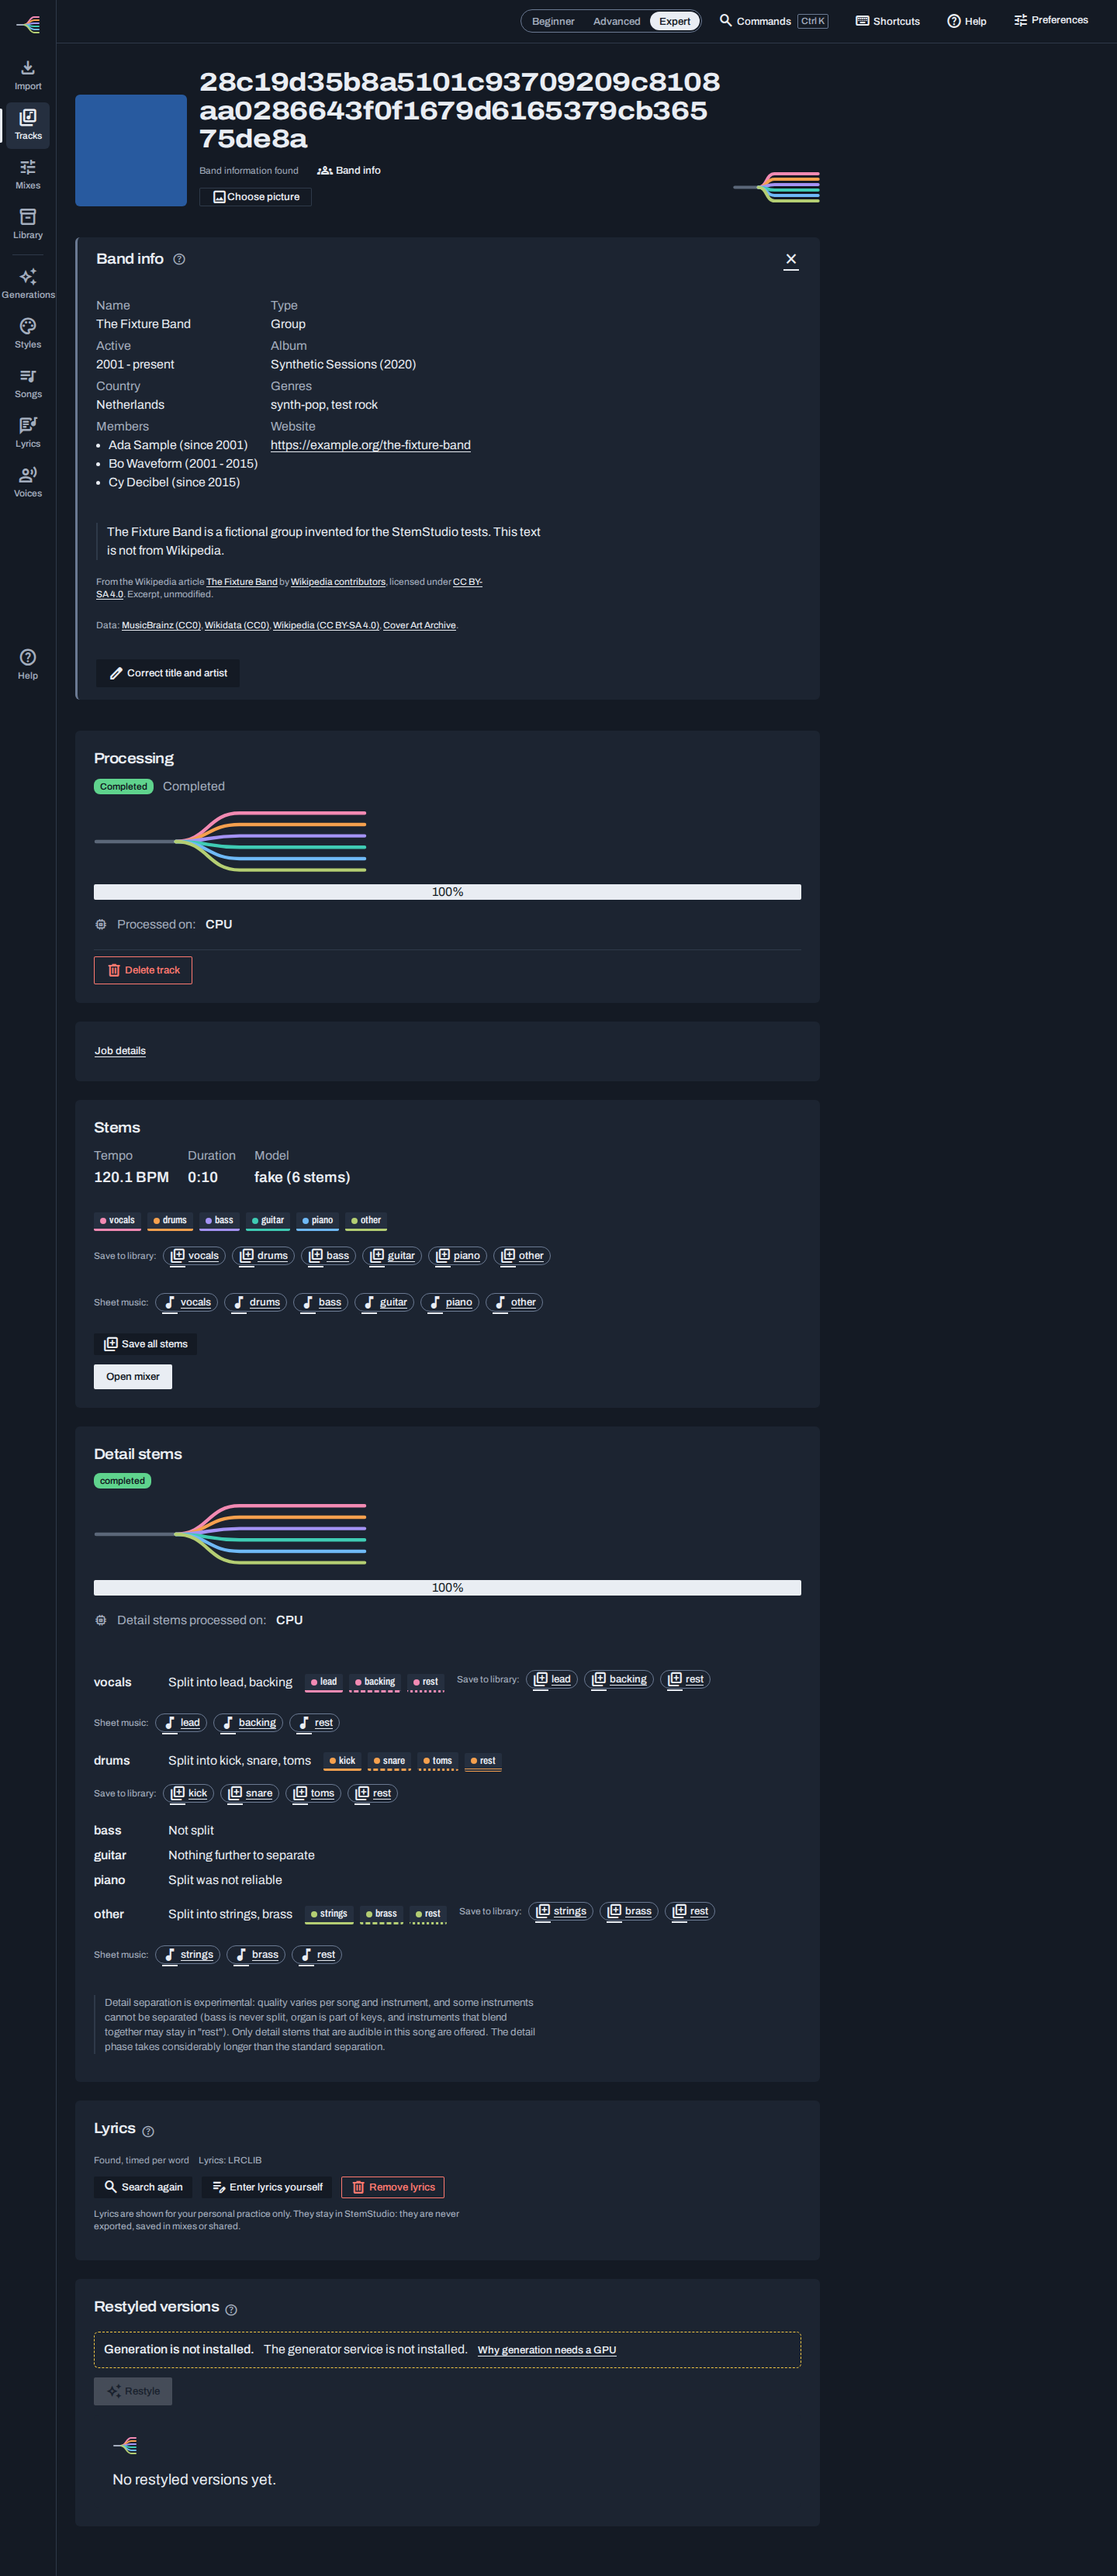 Beginner Advanced Expert Commands Ctrl K Shortcuts Help Preferences
Import
Tracks
Mixes
Library
Generations
Styles
Songs
Lyrics
Voices
Help
28c19d35b8a5101c93709209c8108
aa0286643f0f1679d6165379cb365
75de8a
Band information found Band info
Choose picture
Band info
Name Type
The Fixture Band Group
Active Album
2001 - present Synthetic Sessions (2020)
Country Genres
Netherlands synth-pop, test rock
Members Website
• Ada Sample (since 2001) https://example.org/the-fixture-band
• Bo Waveform (2001 - 2015)
• Cy Decibel (since 2015)
The Fixture Band is a fictional group invented for the StemStudio tests. This text
is not from Wikipedia.
From the Wikipedia article The Fixture Band by Wikipedia contributors, licensed under CC BY-
SA 4.0. Excerpt, unmodified.
Data: MusicBrainz (CC0), Wikidata (CC0), Wikipedia (CC BY-SA 4.0), Cover Art Archive.
Correct title and artist
Processing
Completed Completed
100%
Processed on: CPU
Delete track
Job details
Stems
Tempo Duration Model
120.1 BPM 0:10 fake (6 stems)
vocals drums bass guitar piano other
Save to library: vocals drums bass guitar piano other
Sheet music: vocals drums bass guitar piano other
Save all stems
Open mixer
Detail stems
completed
100%
Detail stems processed on: CPU
vocals Split into lead, backing lead backing rest Save to library: lead backing rest
Sheet music: lead backing rest
drums Split into kick, snare, toms kick snare toms rest
Save to library: kick snare toms rest
bass Not split
guitar Nothing further to separate
piano Split was not reliable
other Split into strings, brass strings brass rest Save to library: strings brass rest
Sheet music: strings brass rest
Detail separation is experimental: quality varies per song and instrument, and some instruments
cannot be separated (bass is never split, organ is part of keys, and instruments that blend
together may stay in "rest"). Only detail stems that are audible in this song are offered. The detail
phase takes considerably longer than the standard separation.
Lyrics
Found, timed per word Lyrics: LRCLIB
Search again Enter lyrics yourself Remove lyrics
Lyrics are shown for your personal practice only. They stay in StemStudio: they are never
exported, saved in mixes or shared.
Restyled versions
Generation is not installed. The generator service is not installed. Why generation needs a GPU
Restyle
No restyled versions yet.